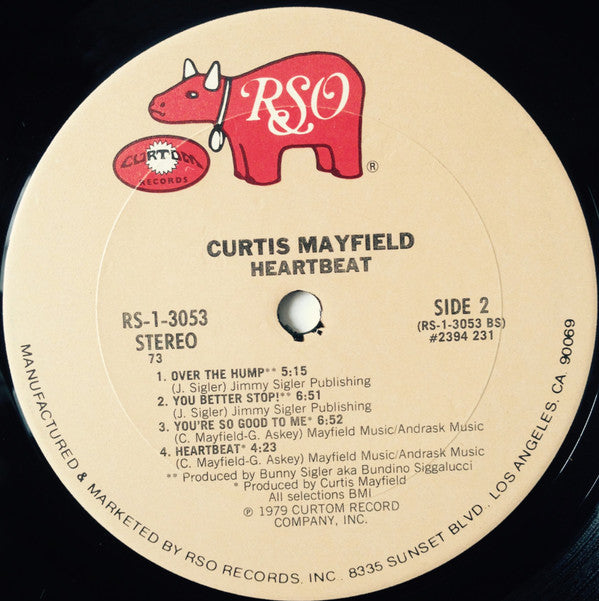 RSO
®
CURTOM
RECORDS
CURTIS MAYFIELD
HEARTBEAT
RS-1-3053
STEREO
73
SIDE 2
(RS-1-3053 BS)
#2394 231
1. OVER THE HUMP** 5:15
(J. Sigler) Jimmy Sigler Publishing
2. YOU BETTER STOP!** 6:51
(J. Sigler) Jimmy Sigler Publishing
3. YOU'RE SO GOOD TO ME* 6:52
(C. Mayfield-G. Askey) Mayfield Music/Andrask Music
4. HEARTBEAT* 4:23
(C. Mayfield-G. Askey) Mayfield Music/Andrask Music
** Produced by Bunny Sigler aka Bundino Siggalucci
* Produced by Curtis Mayfield
All selections BMI
℗ 1979 CURTOM RECORD
COMPANY, INC.
MANUFACTURED & MARKETED BY RSO RECORDS, INC., 8335 SUNSET BLVD., LOS ANGELES, CA. 90069